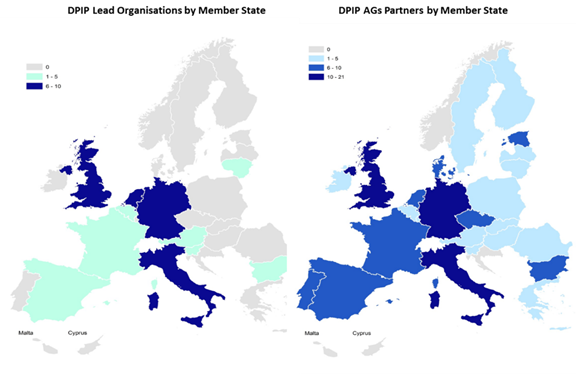 DPIP Lead Organisations by Member State
0
1 - 5
6 - 10
Malta Cyprus
DPIP AGs Partners by Member State
0
1 - 5
6 - 10
10 - 21
Malta Cyprus